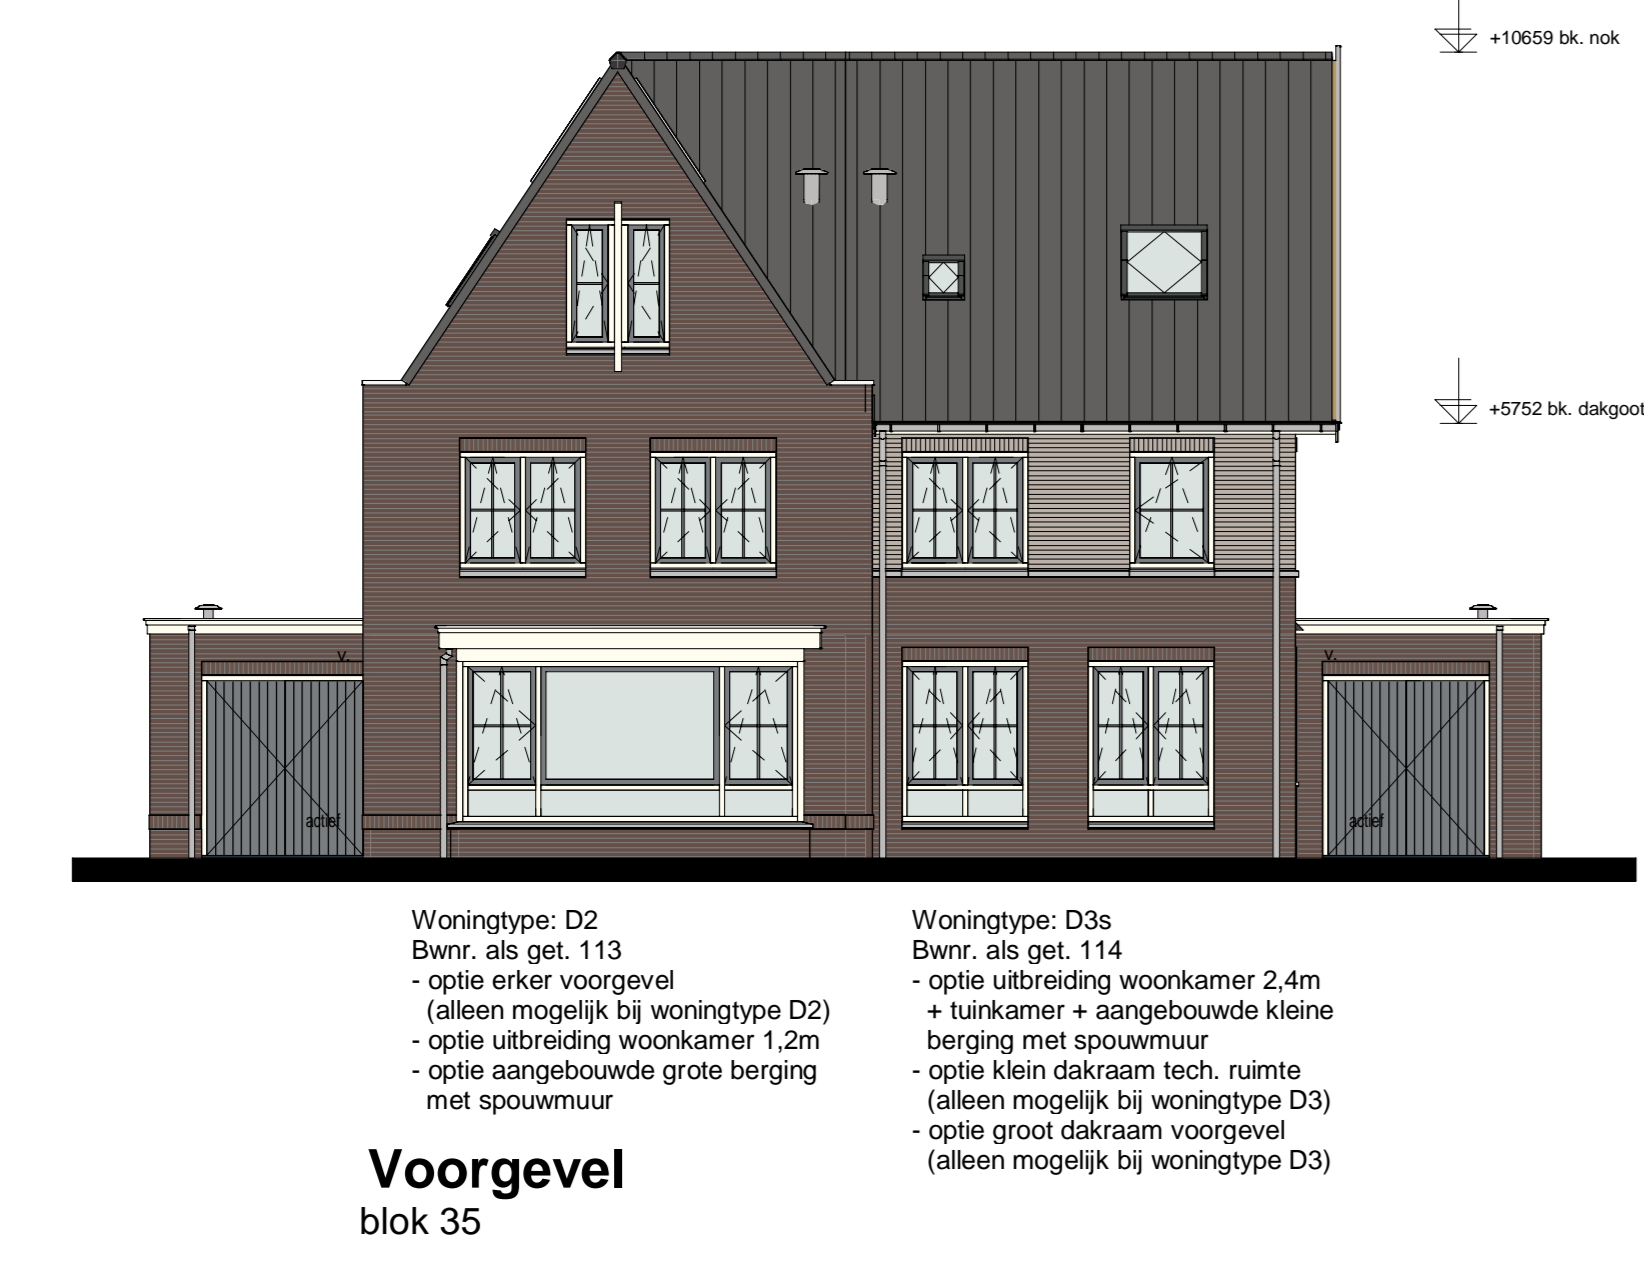 +10659 bk. nok
+5752 bk. dakgoot
v.
v.
actief
actief
Woningtype: D2
Bwnr. als get. 113
- optie erker voorgevel
(alleen mogelijk bij woningtype D2)
- optie uitbreiding woonkamer 1,2m
- optie aangebouwde grote berging
met spouwmuur
Woningtype: D3s
Bwnr. als get. 114
- optie uitbreiding woonkamer 2,4m
+ tuinkamer + aangebouwde kleine
berging met spouwmuur
- optie klein dakraam tech. ruimte
(alleen mogelijk bij woningtype D3)
- optie groot dakraam voorgevel
(alleen mogelijk bij woningtype D3)
Voorgevel
blok 35